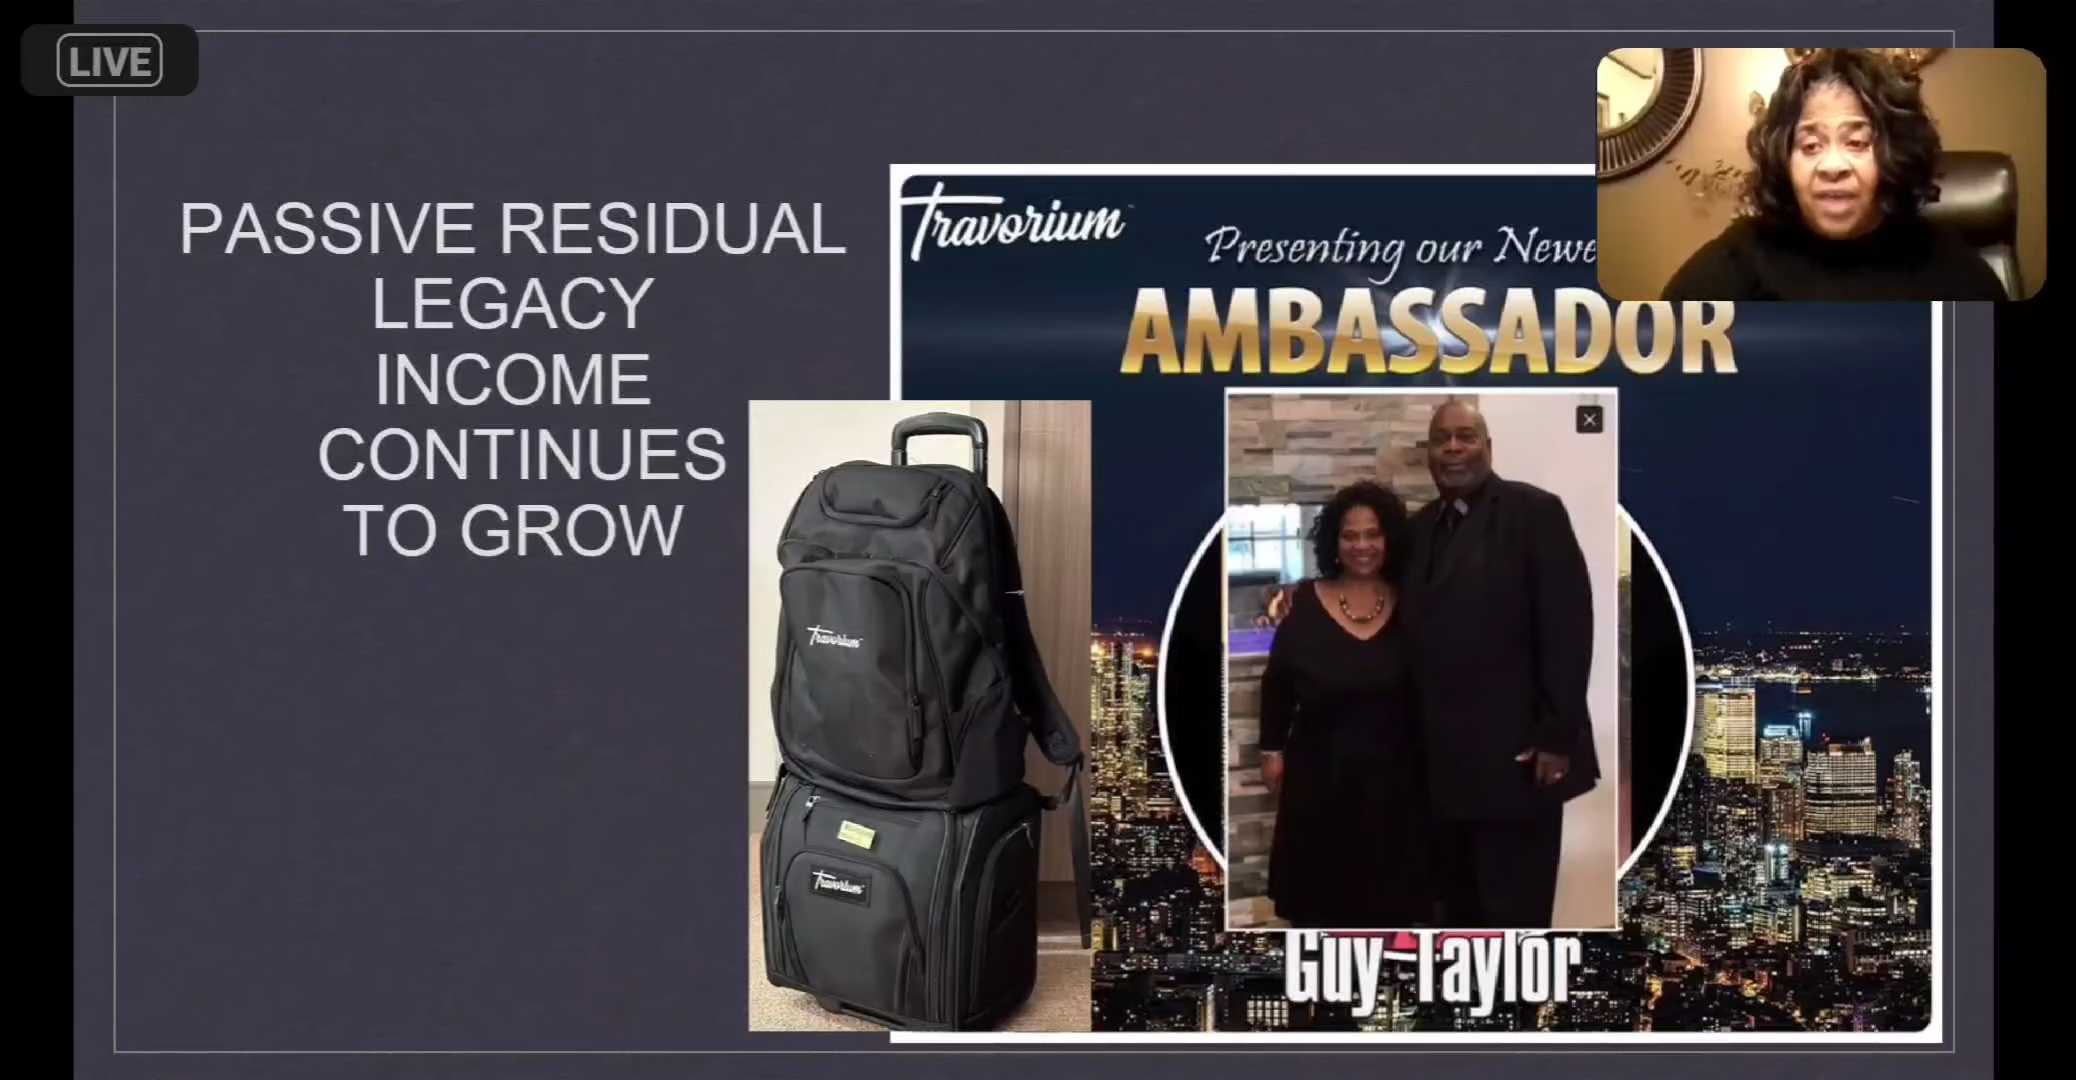 LIVE
PASSIVE RESIDUAL
LEGACY
INCOME
CONTINUES
TO GROW
Travorium
Presenting our Newe
AMBASSADOR
Travorium
Travorium
Guy Taylor